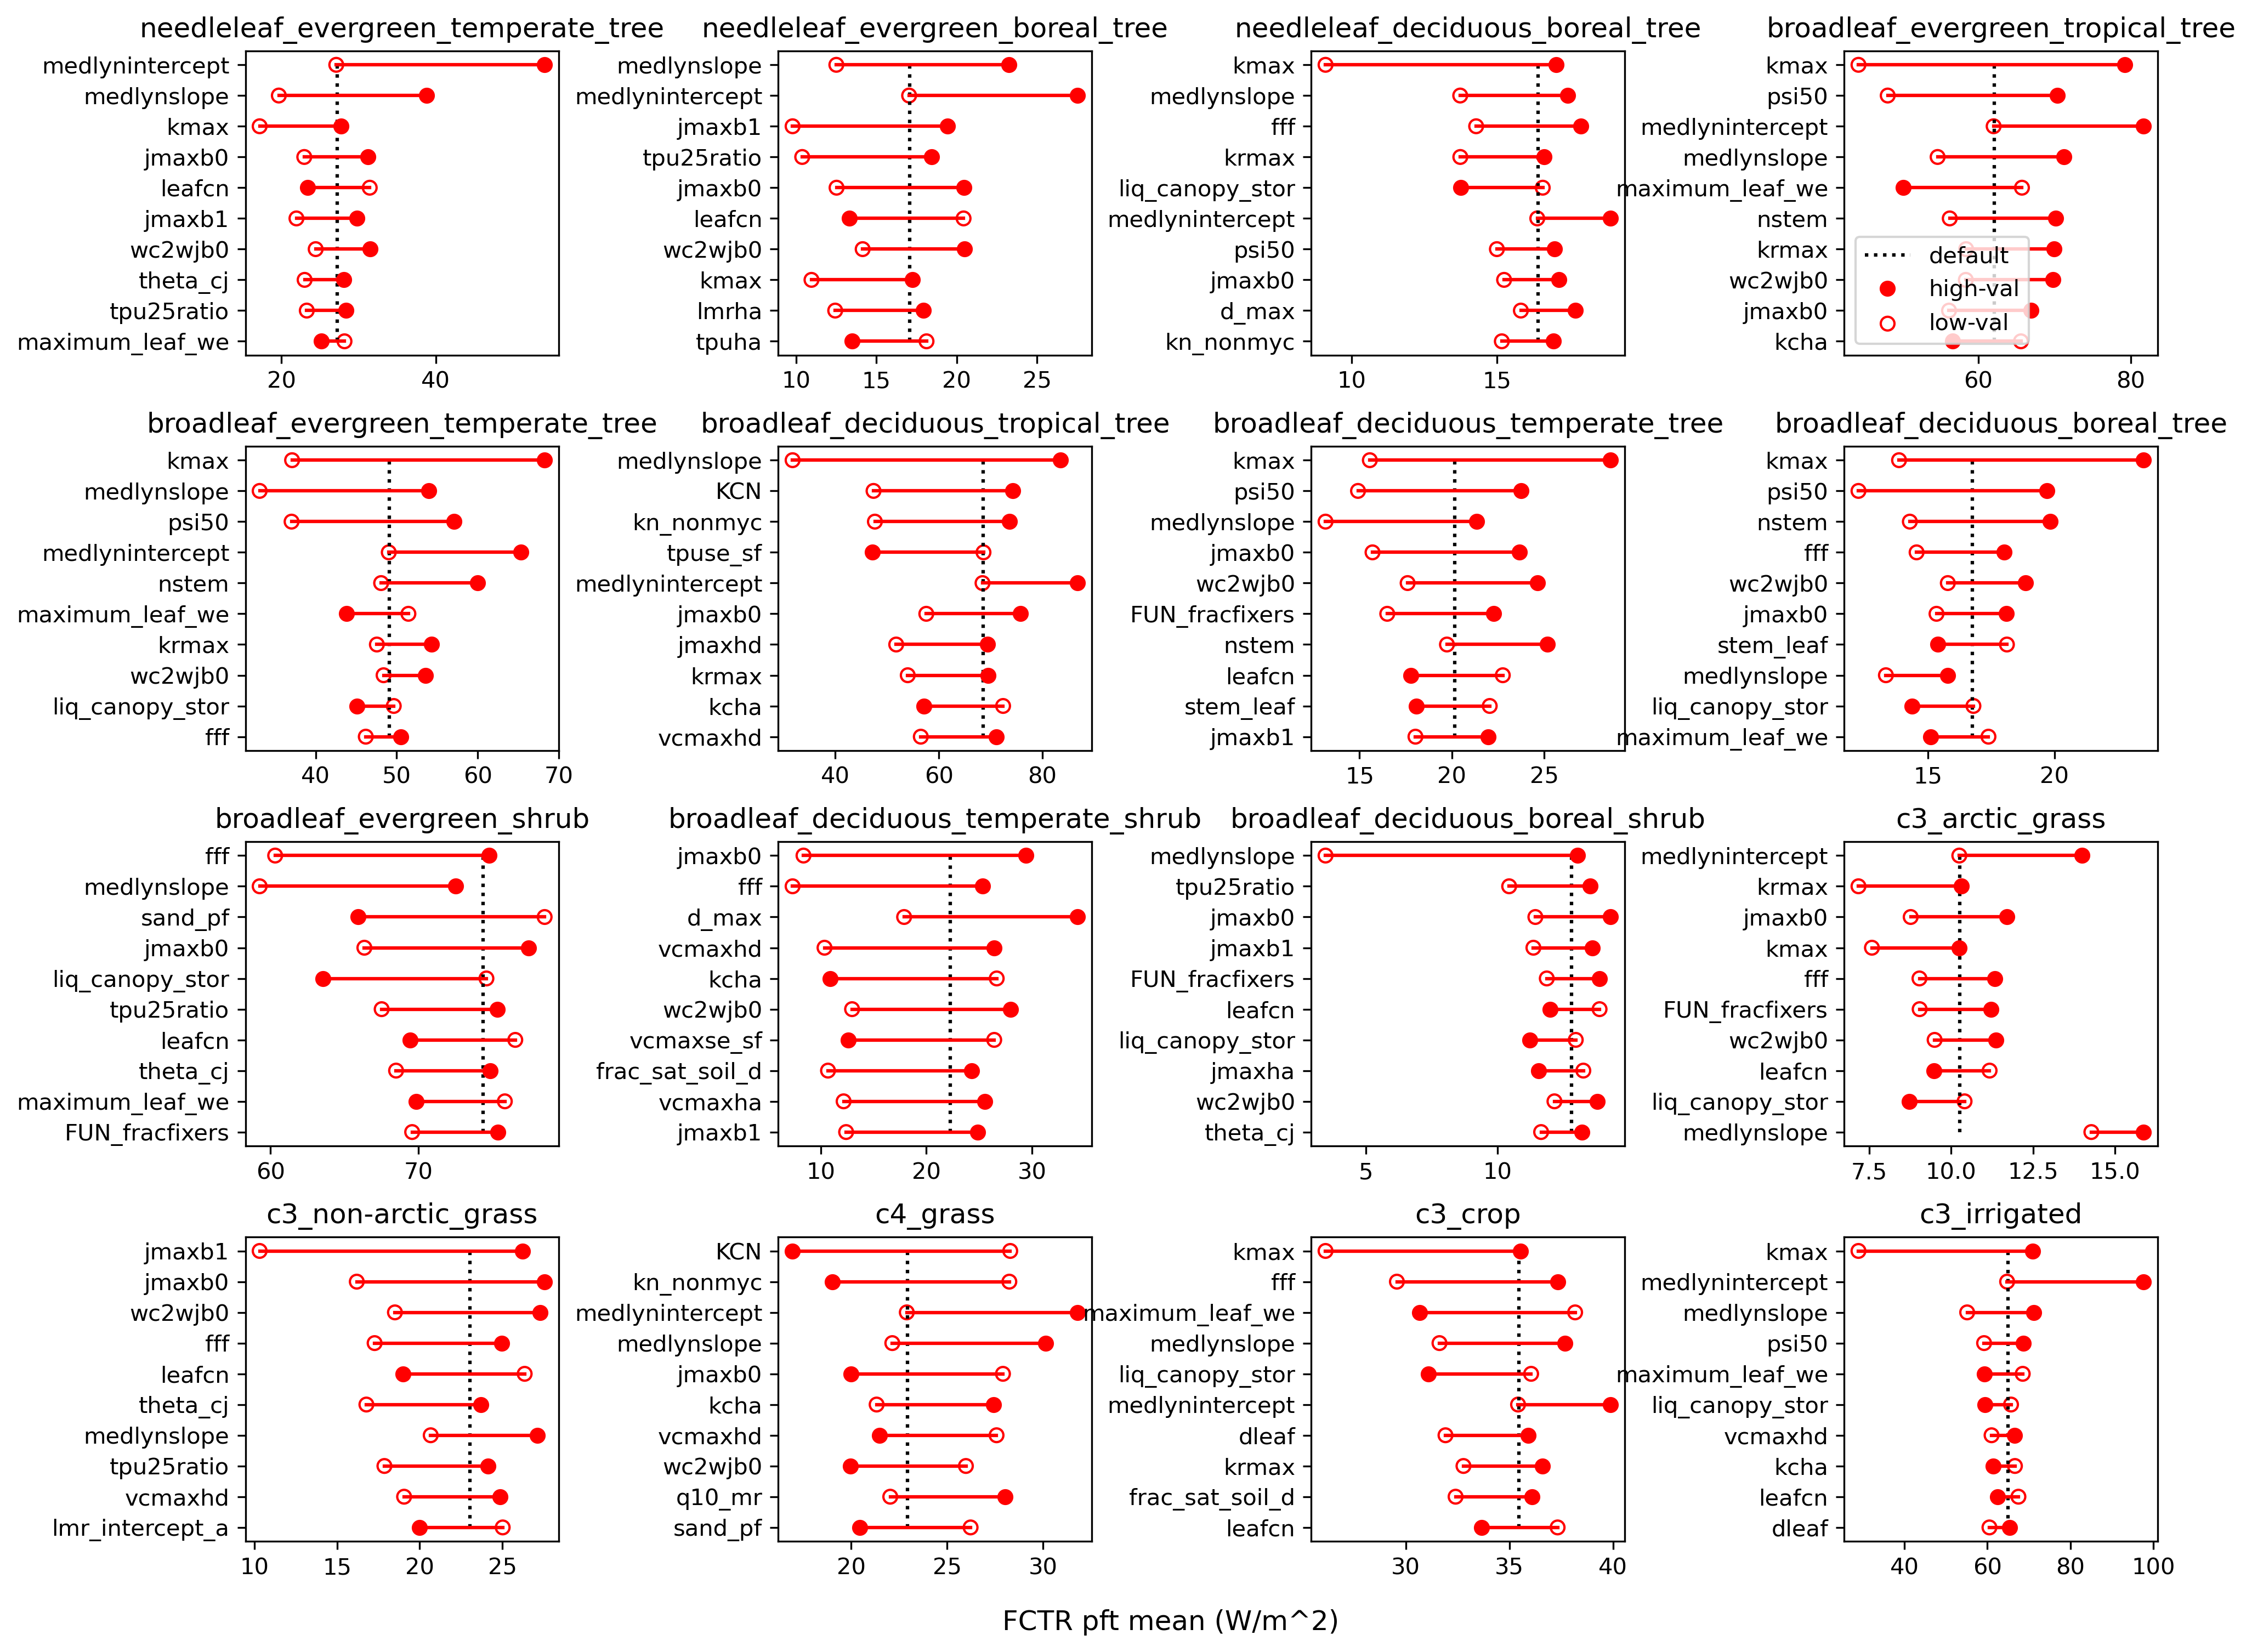 needleleaf_evergreen_temperate_tree
medlynintercept
medlynslope
kmax
jmaxb0
leafcn
jmaxb1
wc2wjb0
theta_cj
tpu25ratio
maximum_leaf_we
20 40
needleleaf_evergreen_boreal_tree
medlynslope
medlynintercept
jmaxb1
tpu25ratio
jmaxb0
leafcn
wc2wjb0
kmax
lmrha
tpuha
10 15 20 25
needleleaf_deciduous_boreal_tree
kmax
medlynslope
fff
krmax
liq_canopy_stor
medlynintercept
psi50
jmaxb0
d_max
kn_nonmyc
10 15
broadleaf_evergreen_tropical_tree
kmax
psi50
medlynintercept
medlynslope
maximum_leaf_we
nstem
krmax
wc2wjb0
jmaxb0
kcha
default
high-val
low-val
60 80
broadleaf_evergreen_temperate_tree
kmax
medlynslope
psi50
medlynintercept
nstem
maximum_leaf_we
krmax
wc2wjb0
liq_canopy_stor
fff
40 50 60 70
broadleaf_deciduous_tropical_tree
medlynslope
KCN
kn_nonmyc
tpuse_sf
medlynintercept
jmaxb0
jmaxhd
krmax
kcha
vcmaxhd
40 60 80
broadleaf_deciduous_temperate_tree
kmax
psi50
medlynslope
jmaxb0
wc2wjb0
FUN_fracfixers
nstem
leafcn
stem_leaf
jmaxb1
15 20 25
broadleaf_deciduous_boreal_tree
kmax
psi50
nstem
fff
wc2wjb0
jmaxb0
stem_leaf
medlynslope
liq_canopy_stor
maximum_leaf_we
15 20
broadleaf_evergreen_shrub
fff
medlynslope
sand_pf
jmaxb0
liq_canopy_stor
tpu25ratio
leafcn
theta_cj
maximum_leaf_we
FUN_fracfixers
60 70
broadleaf_deciduous_temperate_shrub
jmaxb0
fff
d_max
vcmaxhd
kcha
wc2wjb0
vcmaxse_sf
frac_sat_soil_d
vcmaxha
jmaxb1
10 20 30
broadleaf_deciduous_boreal_shrub
medlynslope
tpu25ratio
jmaxb0
jmaxb1
FUN_fracfixers
leafcn
liq_canopy_stor
jmaxha
wc2wjb0
theta_cj
5 10
c3_arctic_grass
medlynintercept
krmax
jmaxb0
kmax
fff
FUN_fracfixers
wc2wjb0
leafcn
liq_canopy_stor
medlynslope
7.5 10.0 12.5 15.0
c3_non-arctic_grass
jmaxb1
jmaxb0
wc2wjb0
fff
leafcn
theta_cj
medlynslope
tpu25ratio
vcmaxhd
lmr_intercept_a
10 15 20 25
c4_grass
KCN
kn_nonmyc
medlynintercept
medlynslope
jmaxb0
kcha
vcmaxhd
wc2wjb0
q10_mr
sand_pf
20 25 30
c3_crop
kmax
fff
maximum_leaf_we
medlynslope
liq_canopy_stor
medlynintercept
dleaf
krmax
frac_sat_soil_d
leafcn
30 35 40
c3_irrigated
kmax
medlynintercept
medlynslope
psi50
maximum_leaf_we
liq_canopy_stor
vcmaxhd
kcha
leafcn
dleaf
40 60 80 100
FCTR pft mean (W/m^2)